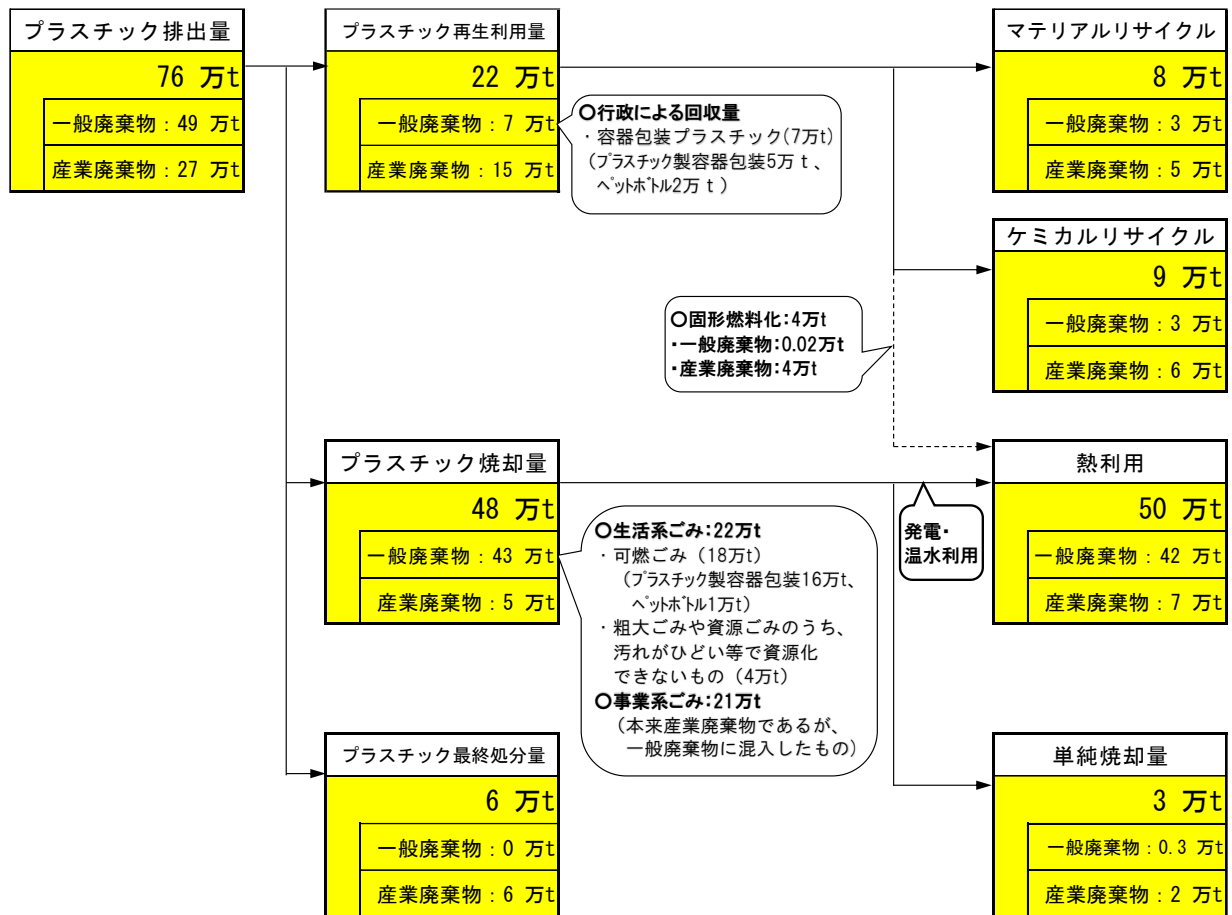 プラスチック排出量
76 万t
一般廃棄物：49 万t
産業廃棄物：27 万t
プラスチック再生利用量
22 万t
一般廃棄物：7 万t
産業廃棄物：15 万t
〇行政による回収量
・容器包装プラスチック(7万t)
(プラスチック製容器包装5万ｔ、
ペットボトル2万ｔ)
マテリアルリサイクル
8 万t
一般廃棄物：3 万t
産業廃棄物：5 万t
ケミカルリサイクル
9 万t
一般廃棄物：3 万t
産業廃棄物：6 万t
〇固形燃料化:4万t
・一般廃棄物:0.02万t
・産業廃棄物:4万t
プラスチック焼却量
48 万t
一般廃棄物：43 万t
産業廃棄物：5 万t
〇生活系ごみ:22万t
・可燃ごみ（18万t）
（プラスチック製容器包装16万t、
ペットボトル1万t）
・粗大ごみや資源ごみのうち、
汚れがひどい等で資源化
できないもの（4万t）
〇事業系ごみ:21万t
（本来産業廃棄物であるが、
一般廃棄物に混入したもの）
発電・
温水利用
熱利用
50 万t
一般廃棄物：42 万t
産業廃棄物：7 万t
プラスチック最終処分量
6 万t
一般廃棄物：0 万t
産業廃棄物：6 万t
単純焼却量
3 万t
一般廃棄物：0.3 万t
産業廃棄物：2 万t